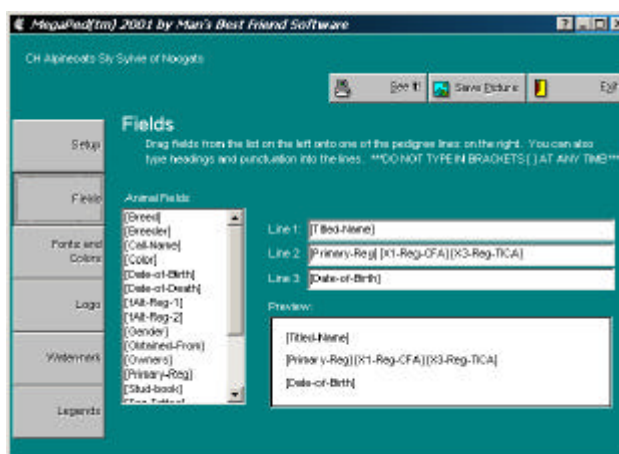 MegaPed(tm) 2001 by Man's Best Friend Software
CH Alpinecoats Sly Sylvie of Noogats
See It!
Save Picture
Exit
Setup
Fields
Fonts and Colors
Logo
Watermark
Legends
Fields
Drag fields from the list on the left onto one of the pedigree lines on the right. You can also
type headings and punctuation into the lines. ***DO NOT TYPE IN BRACKETS [ ] AT ANY TIME***
Animal Fields
[Breed]
[Breeder]
[Call-Name]
[Color]
[Date-of-Birth]
[Date-of-Death]
[!Alt-Reg-1]
[!Alt-Reg-2]
[Gender]
[Obtained-From]
[Owners]
[Primary-Reg]
[Stud-book]
Line 1: [Titled-Name]
Line 2: [Primary-Reg] [X1-Reg-CFA][X3-Reg-TICA]
Line 3: [Date-of-Birth]
Preview:
[Titled-Name]
[Primary-Reg][X1-Reg-CFA][X3-Reg-TICA]
[Date-of-Birth]